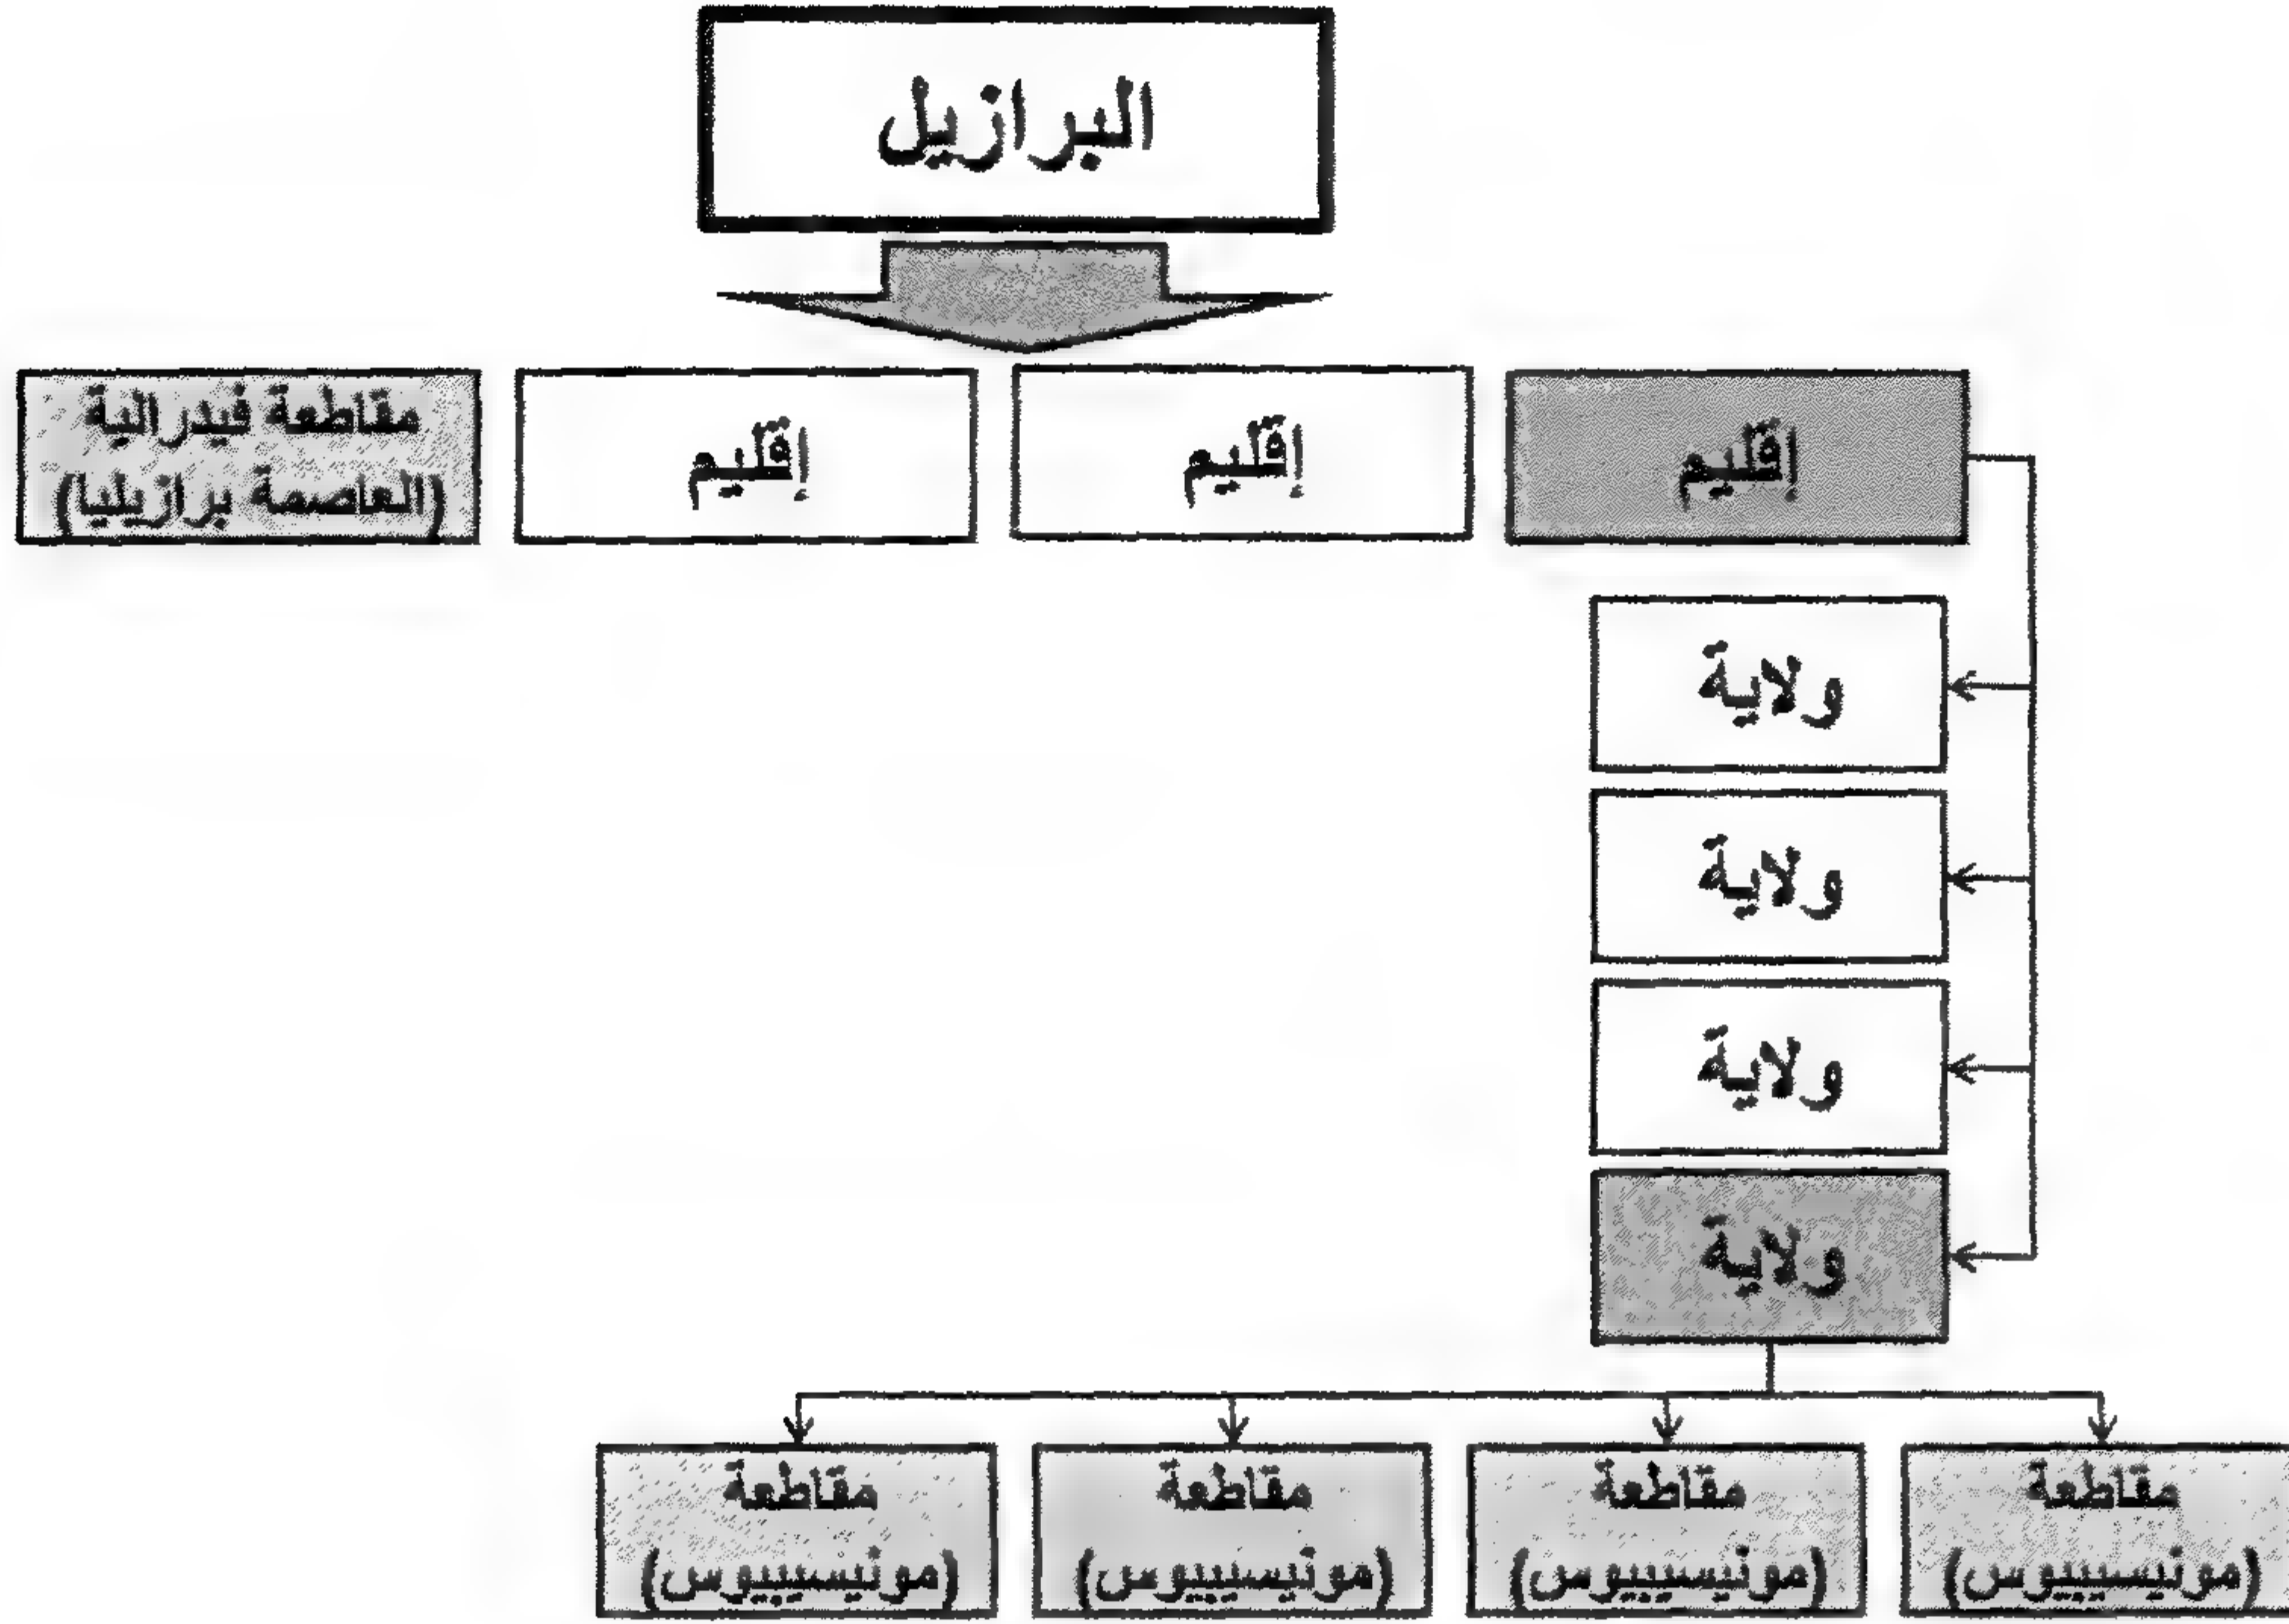 البرازيل
إقليم
إقليم
إقليم
مقاطعة فيدرالية
(العاصمة برازيليا)
ولاية
ولاية
ولاية
ولاية
مقاطعة
(مونيسيبيوس)
مقاطعة
(مونيسيبيوس)
مقاطعة
(مونيسيبيوس)
مقاطعة
(مونيسيبيوس)